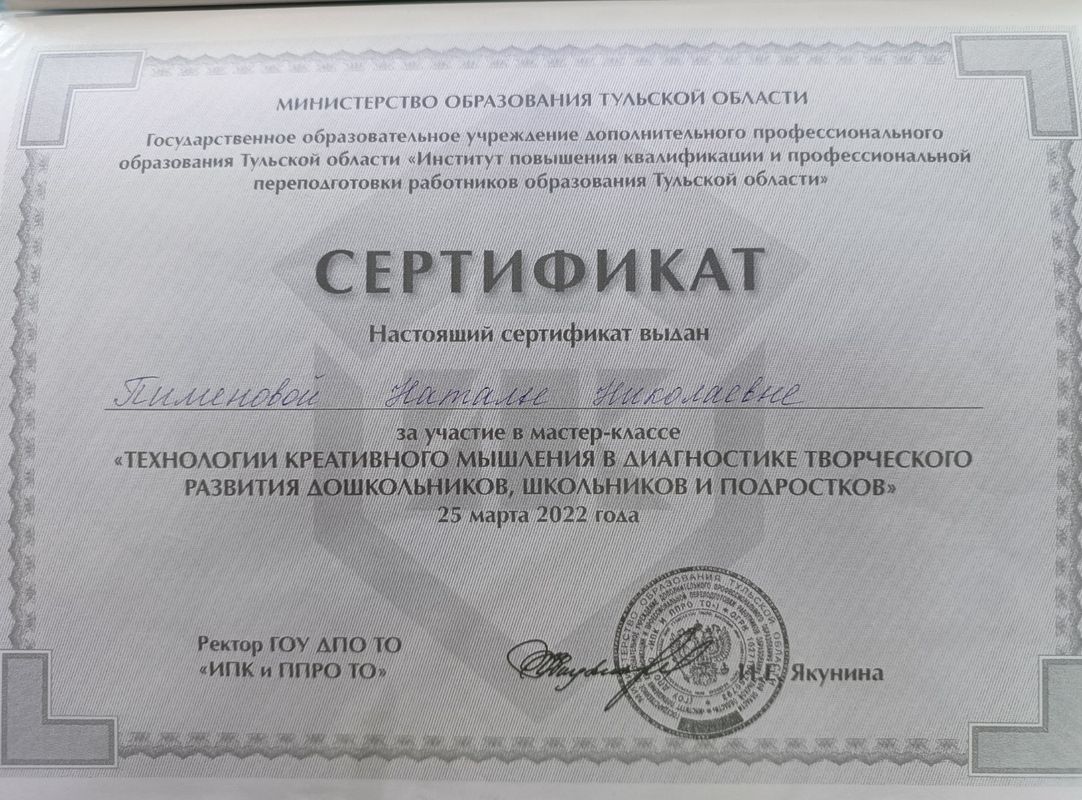 МИНИСТЕРСТВО ОБРАЗОВАНИЯ ТУЛЬСКОЙ ОБЛАСТИ
Государственное образовательное учреждение дополнительного профессионального
образования Тульской области «Институт повышения квалификации и профессиональной
переподготовки работников образования Тульской области»
СЕРТИФИКАТ
Настоящий сертификат выдан
Пименовой Наталье Николаевне
за участие в мастер-классе
«ТЕХНОЛОГИИ КРЕАТИВНОГО МЫШЛЕНИЯ В ДИАГНОСТИКЕ ТВОРЧЕСКОГО
РАЗВИТИЯ ДОШКОЛЬНИКОВ, ШКОЛЬНИКОВ И ПОДРОСТКОВ»
25 марта 2022 года
Ректор ГОУ ДПО ТО
«ИПК и ППРО ТО»
И.Е. Якунина